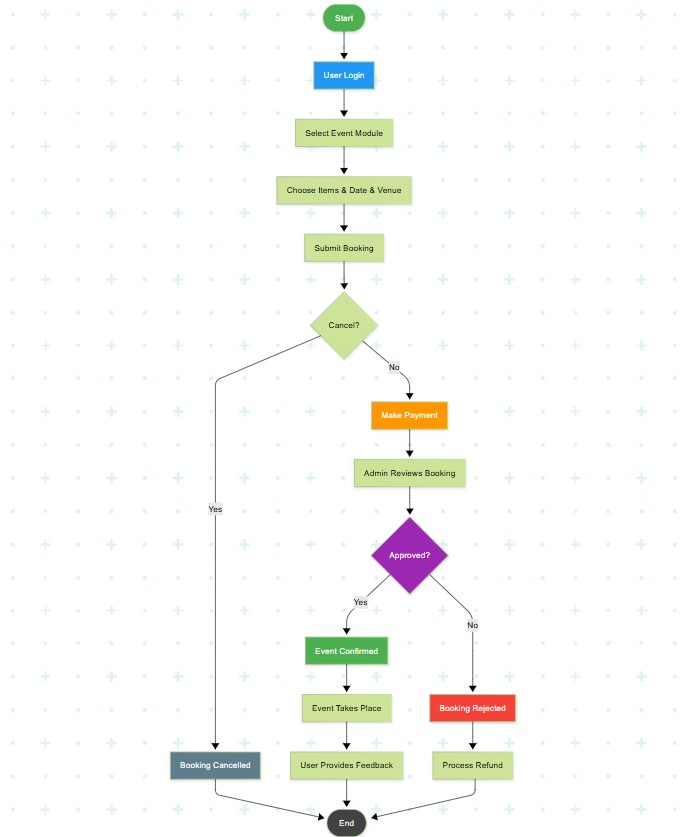 Start
User Login
Select Event Module
Choose Items & Date & Venue
Submit Booking
Cancel?
No
Make Payment
Admin Reviews Booking
Yes
Approved?
Yes
No
Event Confirmed
Event Takes Place
Booking Rejected
Booking Cancelled
User Provides Feedback
Process Refund
End